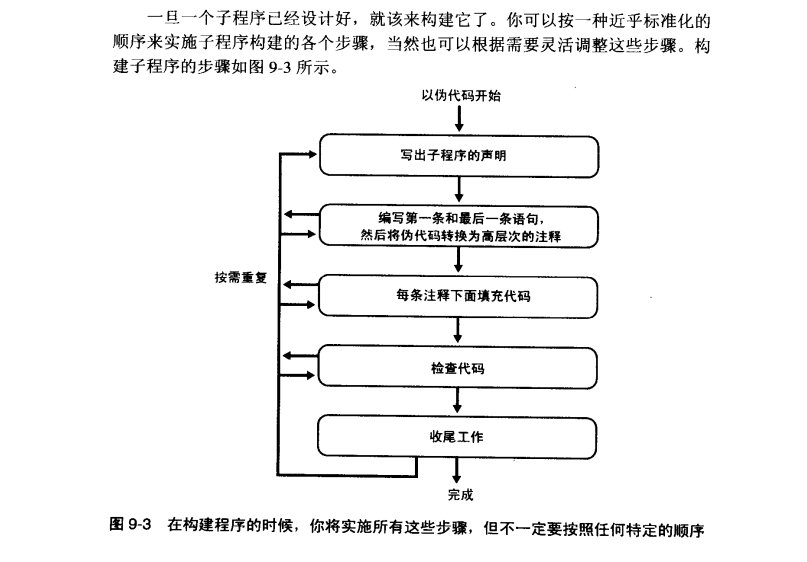 一旦一个子程序已经设计好，就该来构建它了。你可以按一种近乎标准化的
顺序来实施子程序构建的各个步骤，当然也可以根据需要灵活调整这些步骤。构
建子程序的步骤如图 9-3 所示。
以伪代码开始
写出子程序的声明
编写第一条和最后一条语句，
然后将伪代码转换为高层次的注释
按需重复
每条注释下面填充代码
检查代码
收尾工作
完成
图 9-3 在构建程序的时候，你将实施所有这些步骤，但不一定要按照任何特定的顺序